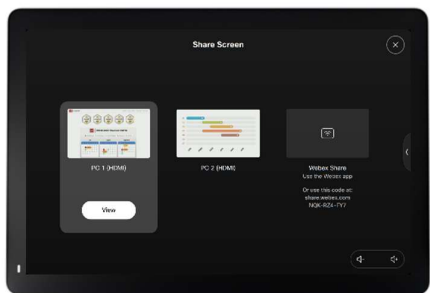 Share Screen
PC 1 (HDMI)
View
PC 2 (HDMI)
Webex Share
Use the Webex app
Or use this code at:
share.webex.com